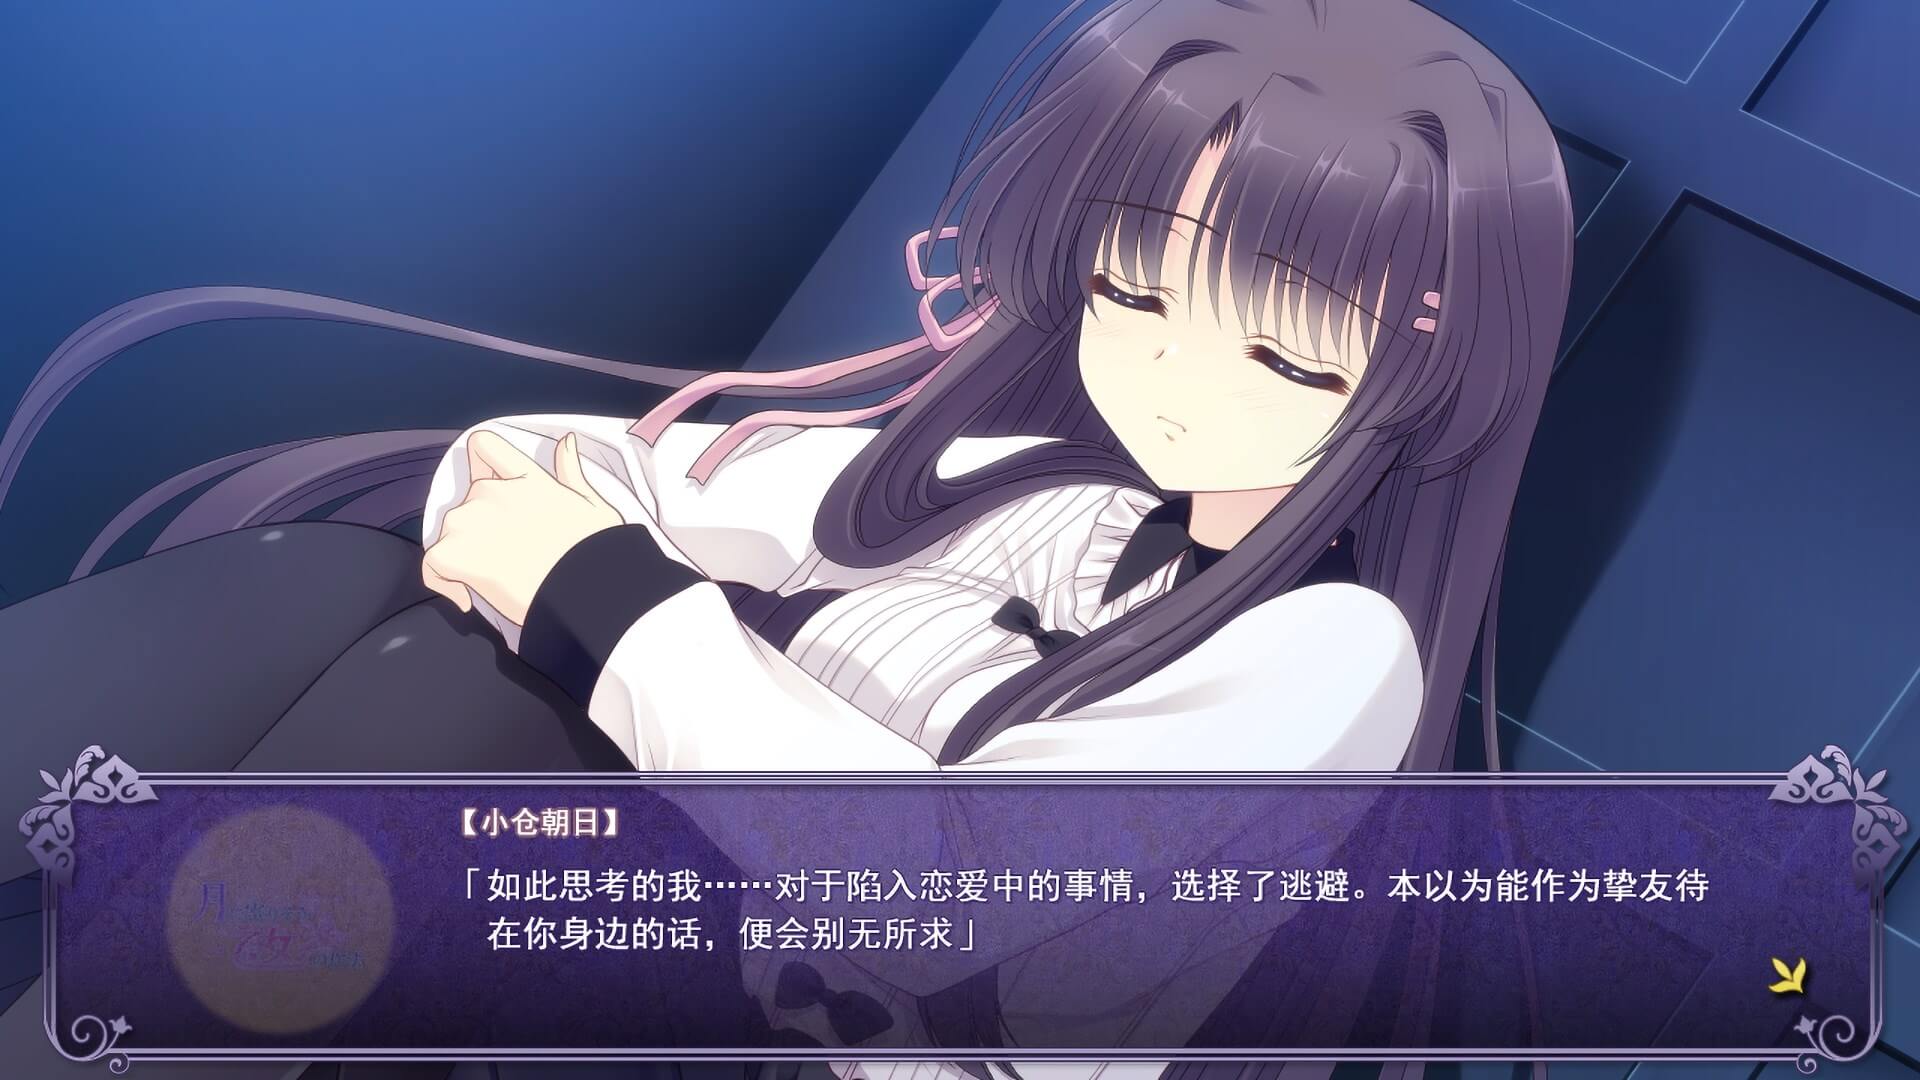 【小仓朝日】
「如此思考的我……对于陷入恋爱中的事情，选择了逃避。本以为能作为挚友待
在你身边的话，便会别无所求」